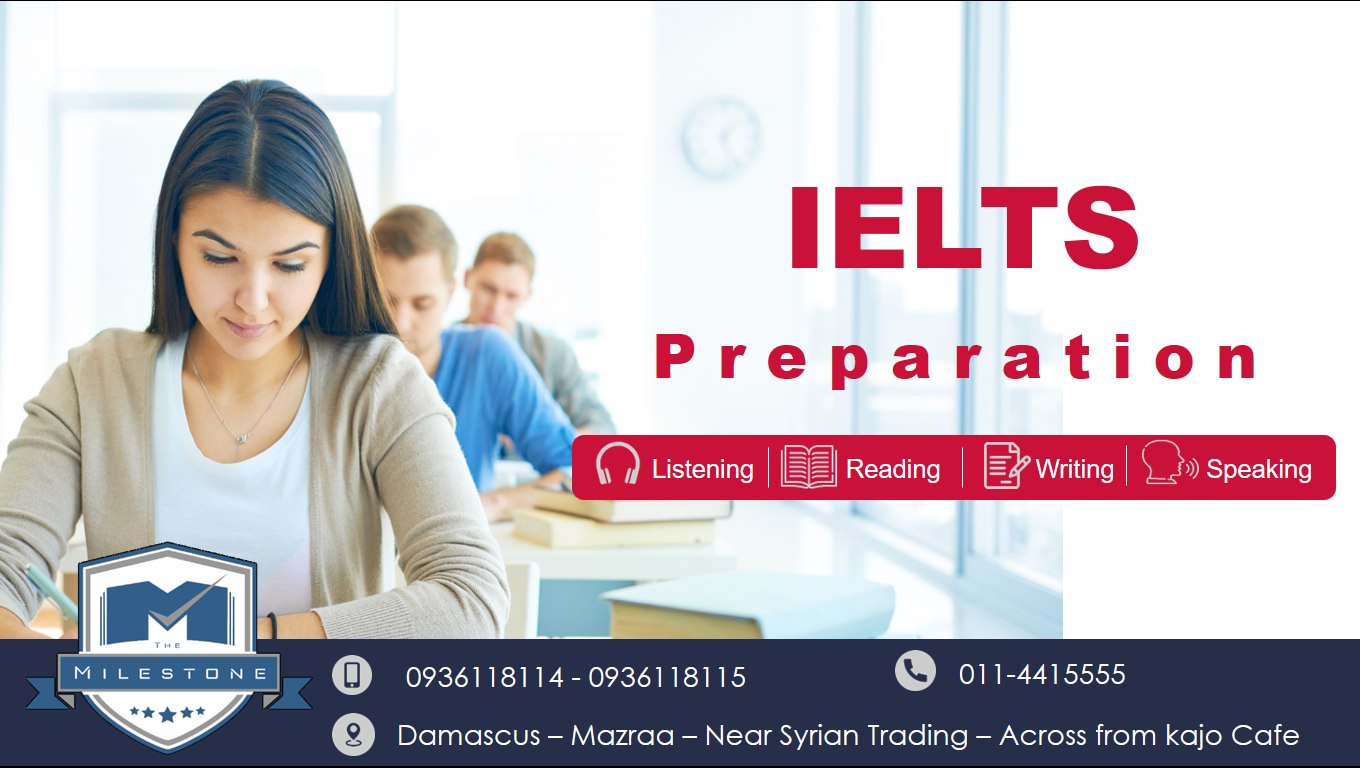 IELTS
Preparation
Listening
Reading
Writing
Speaking
THE
MILESTONE
0936118114 - 0936118115
011-4415555
Damascus – Mazraa – Near Syrian Trading – Across from kajo Cafe